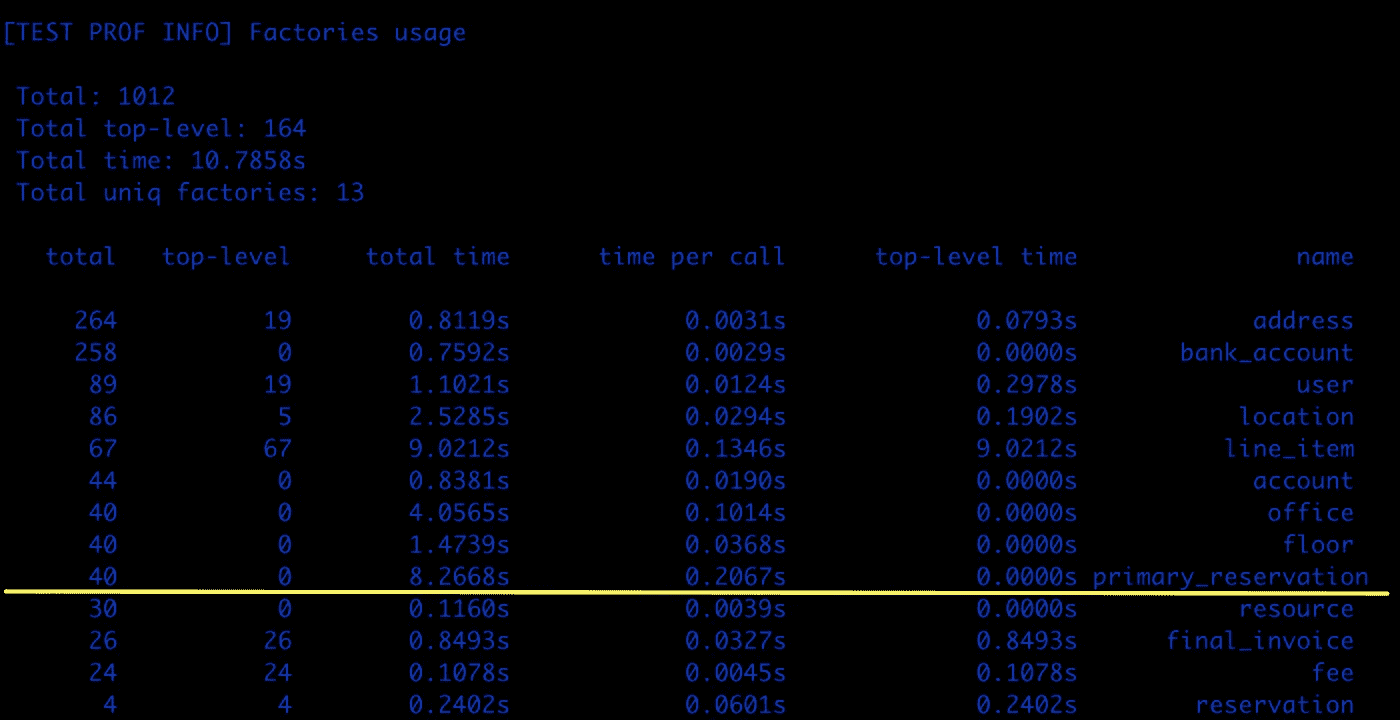 [TEST PROF INFO] Factories usage
Total: 1012
Total top-level: 164
Total time: 10.7858s
Total uniq factories: 13
total top-level total time time per call top-level time name
264 19 0.8119s 0.0031s 0.0793s address
258 0 0.7592s 0.0029s 0.0000s bank_account
89 19 1.1021s 0.0124s 0.2978s user
86 5 2.5285s 0.0294s 0.1902s location
67 67 9.0212s 0.1346s 9.0212s line_item
44 0 0.8381s 0.0190s 0.0000s account
40 0 4.0565s 0.1014s 0.0000s office
40 0 1.4739s 0.0368s 0.0000s floor
40 0 8.2668s 0.2067s 0.0000s primary_reservation
30 0 0.1160s 0.0039s 0.0000s resource
26 26 0.8493s 0.0327s 0.8493s final_invoice
24 24 0.1078s 0.0045s 0.1078s fee
4 4 0.2402s 0.0601s 0.2402s reservation